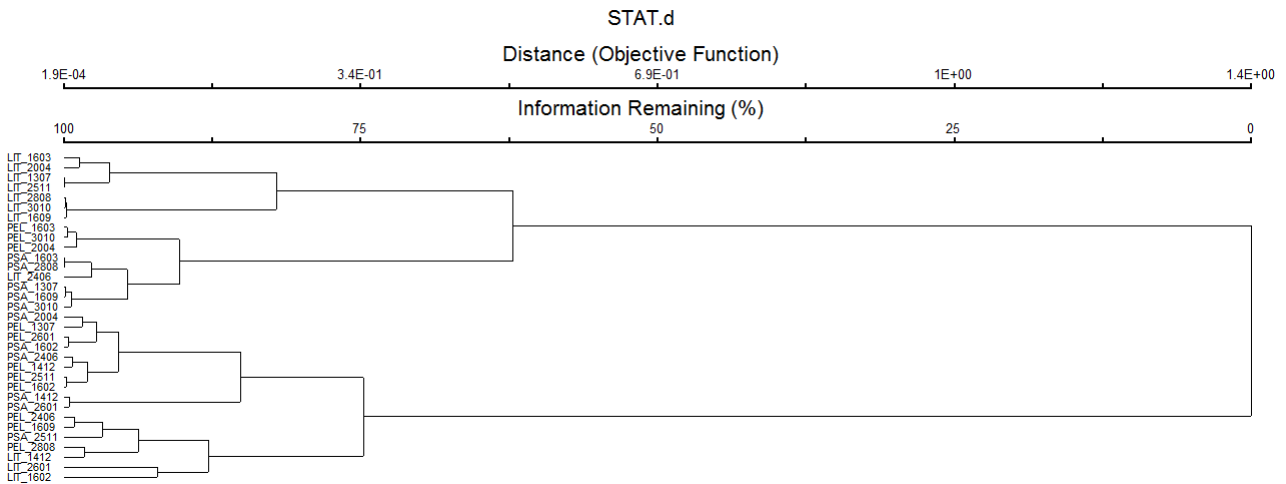 STAT.d
Distance (Objective Function)
1.9E-04 3.4E-01 6.9E-01 1E+00 1.4E+00
Information Remaining (%)
100 75 50 25 0
LIT_1603
LIT_2004
LIT_1307
LIT_2511
LIT_2808
LIT_3010
LIT_1609
PEL_1603
PEL_3010
PEL_2004
PSA_1603
PSA_2808
LIT_2406
PSA_1307
PSA_1609
PSA_3010
PSA_2004
PEL_1307
PEL_2601
PSA_1602
PSA_2406
PEL_1412
PEL_2511
PEL_1602
PSA_1412
PSA_2601
PEL_2406
PEL_1609
PSA_2511
PEL_2808
LIT_1412
LIT_2601
LIT_1602